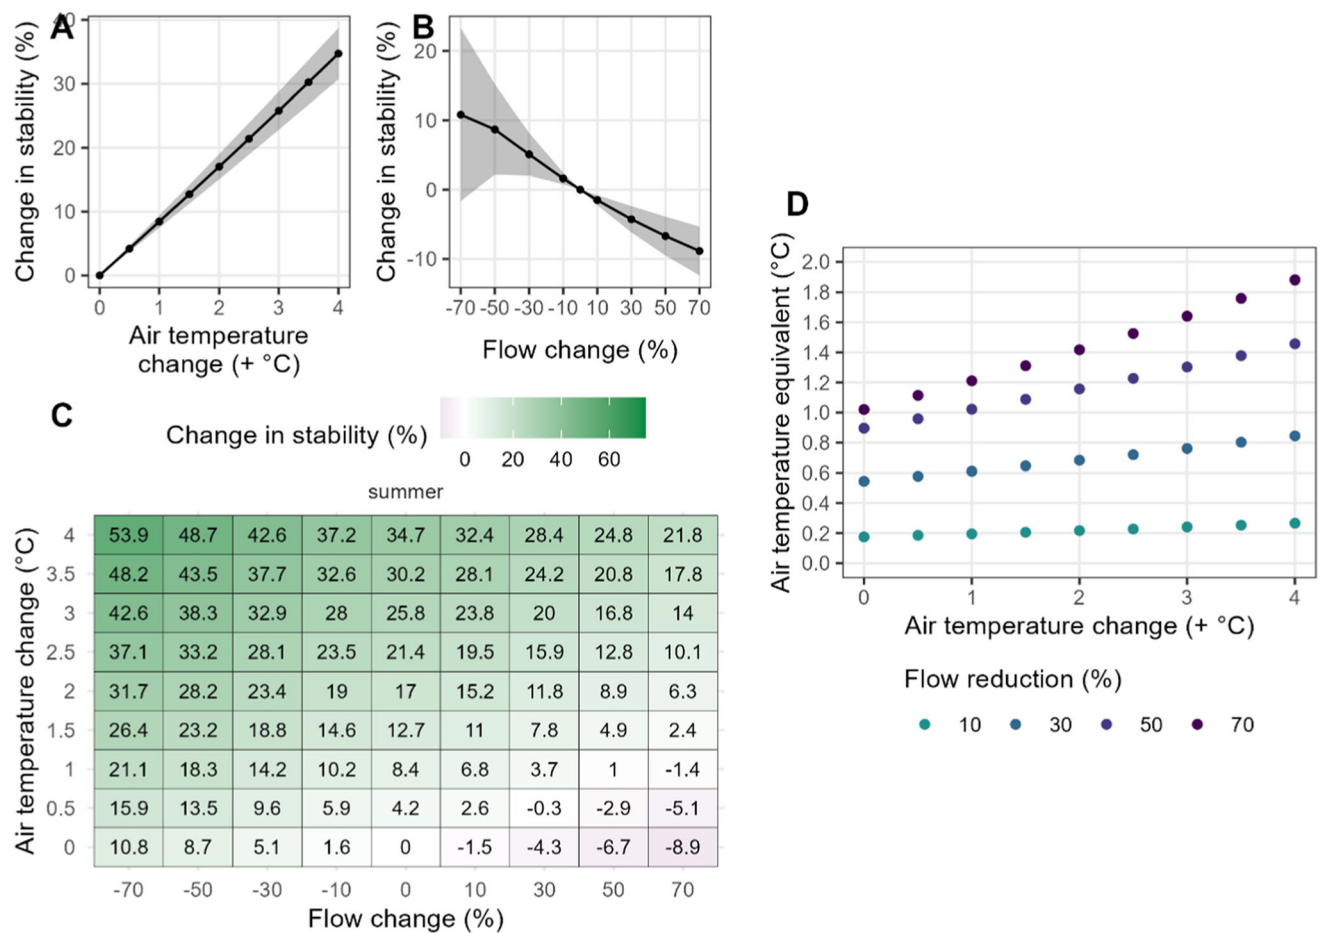 A
Change in stability (%)
40
30
20
10
0
0 1 2 3 4
Air temperature
change (+ °C)
B
Change in stability (%)
20
10
0
-10
-70 -50 -30 -10 10 30 50 70
Flow change (%)
C
Change in stability (%)
0 20 40 60
summer
Air temperature change (°C)
4 53.9 48.7 42.6 37.2 34.7 32.4 28.4 24.8 21.8
3.5 48.2 43.5 37.7 32.6 30.2 28.1 24.2 20.8 17.8
3 42.6 38.3 32.9 28 25.8 23.8 20 16.8 14
2.5 37.1 33.2 28.1 23.5 21.4 19.5 15.9 12.8 10.1
2 31.7 28.2 23.4 19 17 15.2 11.8 8.9 6.3
1.5 26.4 23.2 18.8 14.6 12.7 11 7.8 4.9 2.4
1 21.1 18.3 14.2 10.2 8.4 6.8 3.7 1 -1.4
0.5 15.9 13.5 9.6 5.9 4.2 2.6 -0.3 -2.9 -5.1
0 10.8 8.7 5.1 1.6 0 -1.5 -4.3 -6.7 -8.9
-70 -50 -30 -10 0 10 30 50 70
Flow change (%)
D
Air temperature equivalent (°C)
2.0
1.8
1.6
1.4
1.2
1.0
0.8
0.6
0.4
0.2
0.0
0 1 2 3 4
Air temperature change (+ °C)
Flow reduction (%)
10 30 50 70